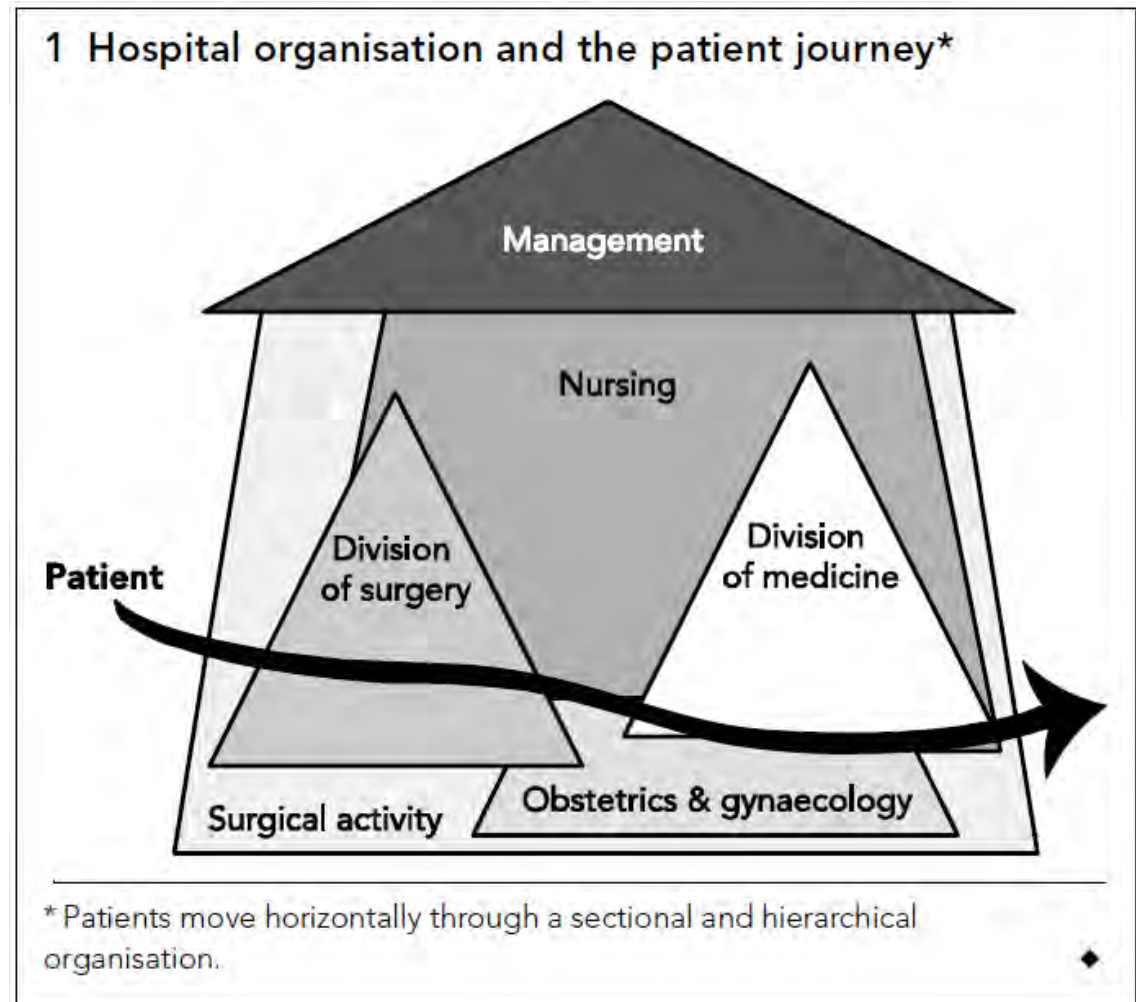 1 Hospital organisation and the patient journey*
Management
Nursing
Division
of surgery
Division
of medicine
Patient
Surgical activity
Obstetrics & gynaecology
* Patients move horizontally through a sectional and hierarchical
organisation.